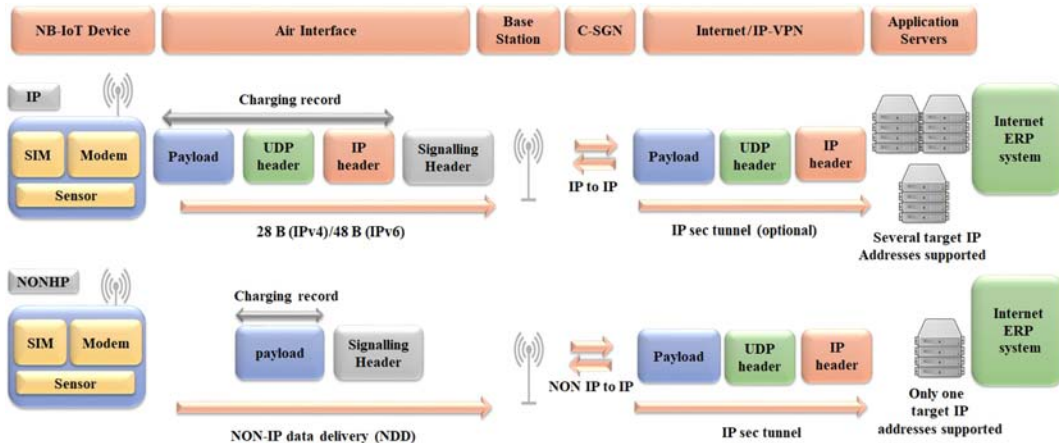 NB-IoT Device
Air Interface
Base
Station
C-SGN
Internet/IP-VPN
Application
Servers
IP
SIM
Modem
Sensor
Charging record
Payload
UDP
header
IP
header
Signalling
Header
28 B (IPv4)/48 B (IPv6)
IP to IP
Payload
UDP
header
IP
header
IP sec tunnel (optional)
Several target IP
Addresses supported
Internet
ERP
system
NONHP
SIM
Modem
Sensor
Charging record
payload
Signalling
Header
NON-IP data delivery (NDD)
NON IP to IP
Payload
UDP
header
IP
header
IP sec tunnel
Only one
target IP
addresses supported
Internet
ERP
system